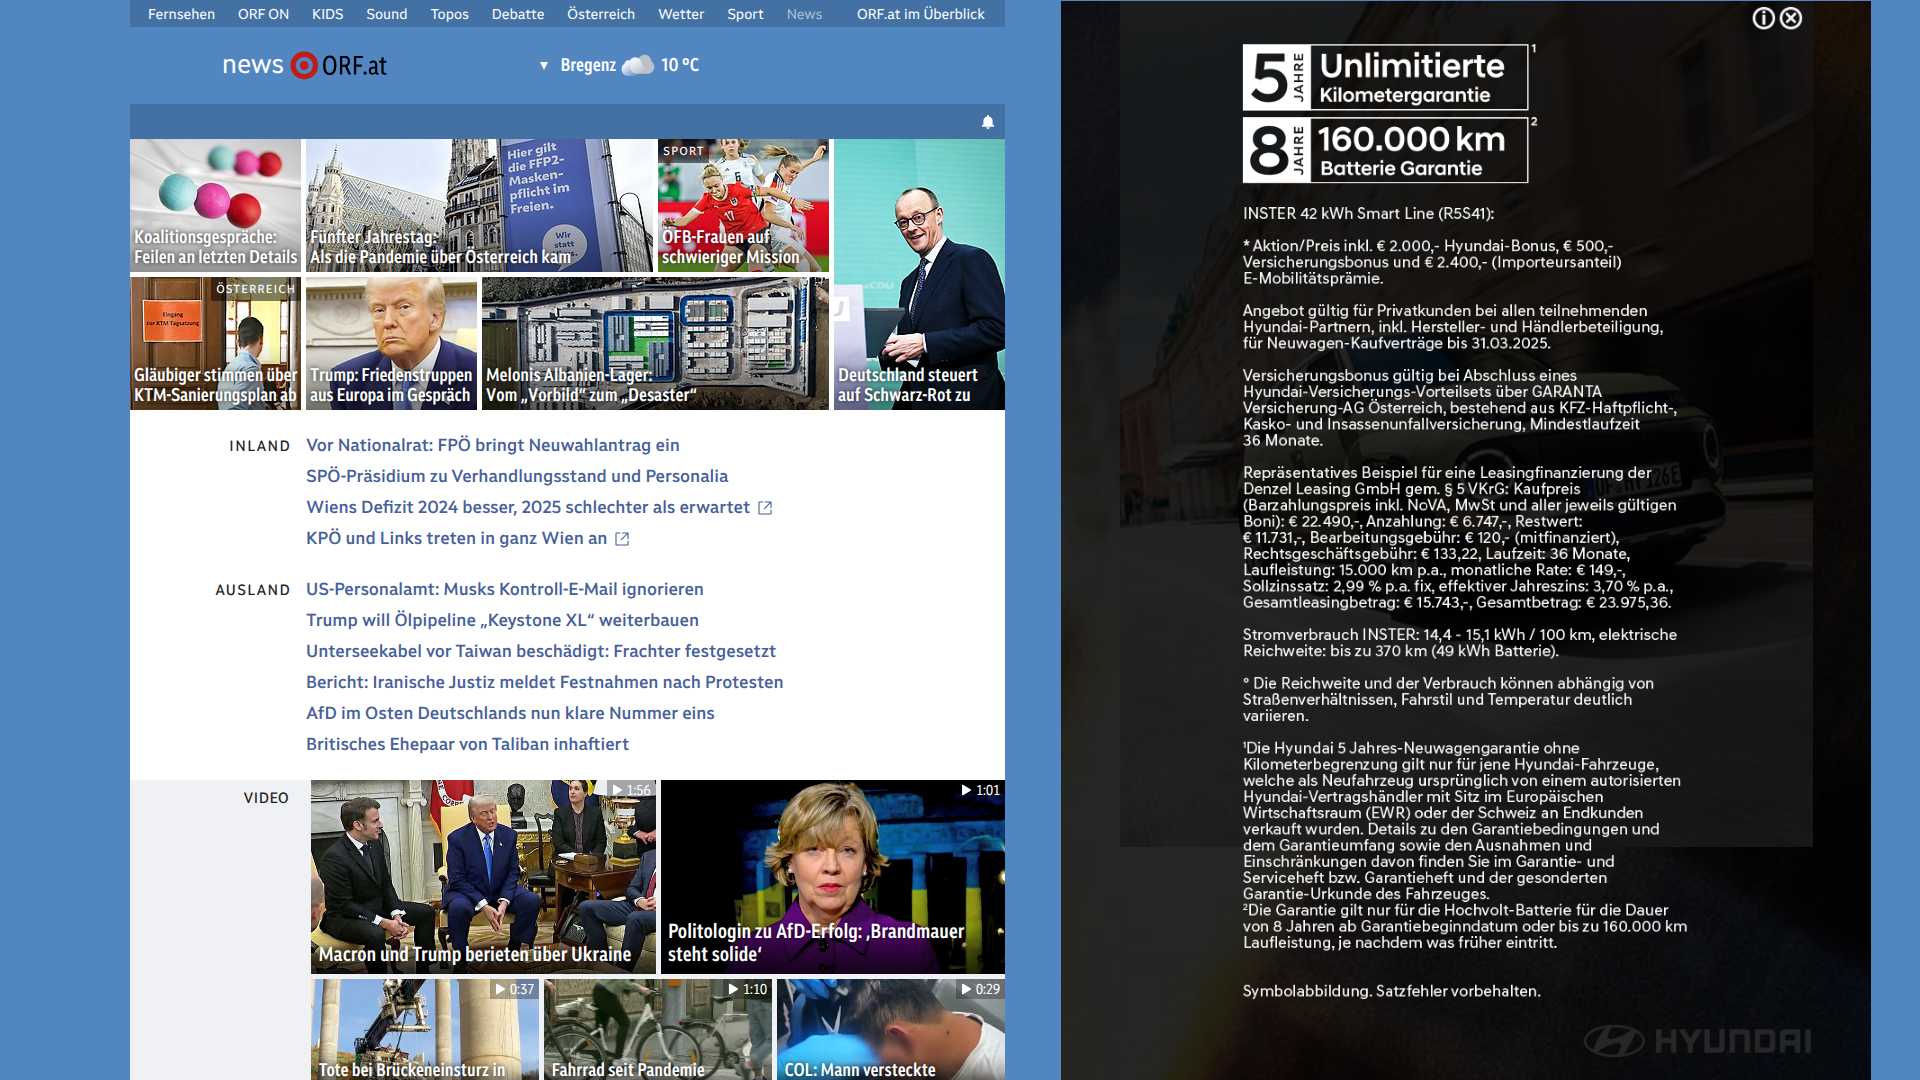 Fernsehen ORF ON KIDS Sound Topos Debatte Österreich Wetter Sport News ORF.at im Überblick
news ORF.at
Bregenz 10 °C
Koalitionsgespräche:
Feilen an letzten Details
Hier gilt
die FFP2-
Masken-
pflicht im
Freien.
Wir
statt
Fünfter Jahrestag:
Als die Pandemie über Österreich kam
SPORT
ÖFB-Frauen auf
schwieriger Mission
ÖSTERREICH
Eingang
zur KTM Tagsatzung
Gläubiger stimmen über
KTM-Sanierungsplan ab
Trump: Friedenstruppen
aus Europa im Gespräch
Melonis Albanien-Lager:
Vom „Vorbild“ zum „Desaster“
Deutschland steuert
auf Schwarz-Rot zu
INLAND
Vor Nationalrat: FPÖ bringt Neuwahlantrag ein
SPÖ-Präsidium zu Verhandlungsstand und Personalia
Wiens Defizit 2024 besser, 2025 schlechter als erwartet
KPÖ und Links treten in ganz Wien an
AUSLAND
US-Personalamt: Musks Kontroll-E-Mail ignorieren
Trump will Ölpipeline „Keystone XL“ weiterbauen
Unterseekabel vor Taiwan beschädigt: Frachter festgesetzt
Bericht: Iranische Justiz meldet Festnahmen nach Protesten
AfD im Osten Deutschlands nun klare Nummer eins
Britisches Ehepaar von Taliban inhaftiert
VIDEO
1:56
Macron und Trump berieten über Ukraine
1:01
Politologin zu AfD-Erfolg: ‚Brandmauer
steht solide‘
0:37
Tote bei Brückeneinsturz in
1:10
Fahrrad seit Pandemie
0:29
COL: Mann versteckte
5 JAHRE Unlimitierte
Kilometergarantie 1
8 JAHRE 160.000 km
Batterie Garantie 2
INSTER 42 kWh Smart Line (R5S41):
* Aktion/Preis inkl. € 2.000,- Hyundai-Bonus, € 500,-
Versicherungsbonus und € 2.400,- (Importeursanteil)
E-Mobilitätsprämie.
Angebot gültig für Privatkunden bei allen teilnehmenden
Hyundai-Partnern, inkl. Hersteller- und Händlerbeteiligung,
für Neuwagen-Kaufverträge bis 31.03.2025.
Versicherungsbonus gültig bei Abschluss eines
Hyundai-Versicherungs-Vorteilsets über GARANTA
Versicherung-AG Österreich, bestehend aus KFZ-Haftpflicht-,
Kasko- und Insassenunfallversicherung, Mindestlaufzeit
36 Monate.
Repräsentatives Beispiel für eine Leasingfinanzierung der
Denzel Leasing GmbH gem. § 5 VKrG: Kaufpreis
(Barzahlungspreis inkl. NoVA, MwSt und aller jeweils gültigen
Boni): € 22.490,-, Anzahlung: € 6.747,-, Restwert:
€ 11.731,-, Bearbeitungsgebühr: € 120,- (mitfinanziert),
Rechtsgeschäftsgebühr: € 133,22, Laufzeit: 36 Monate,
Laufleistung: 15.000 km p.a., monatliche Rate: € 149,-,
Sollzinssatz: 2,99 % p.a. fix, effektiver Jahreszins: 3,70 % p.a.,
Gesamtleasingbetrag: € 15.743,-, Gesamtbetrag: € 23.975,36.
Stromverbrauch INSTER: 14,4 - 15,1 kWh / 100 km, elektrische
Reichweite: bis zu 370 km (49 kWh Batterie).
° Die Reichweite und der Verbrauch können abhängig von
Straßenverhältnissen, Fahrstil und Temperatur deutlich
variieren.
¹Die Hyundai 5 Jahres-Neuwagengarantie ohne
Kilometerbegrenzung gilt nur für jene Hyundai-Fahrzeuge,
welche als Neufahrzeug ursprünglich von einem autorisierten
Hyundai-Vertragshändler mit Sitz im Europäischen
Wirtschaftsraum (EWR) oder der Schweiz an Endkunden
verkauft wurden. Details zu den Garantiebedingungen und
dem Garantieumfang sowie den Ausnahmen und
Einschränkungen davon finden Sie im Garantie- und
Serviceheft bzw. Garantieheft und der gesonderten
Garantie-Urkunde des Fahrzeuges.
²Die Garantie gilt nur für die Hochvolt-Batterie für die Dauer
von 8 Jahren ab Garantiebeginndatum oder bis zu 160.000 km
Laufleistung, je nachdem was früher eintritt.
Symbolabbildung. Satzfehler vorbehalten.
HYUNDAI